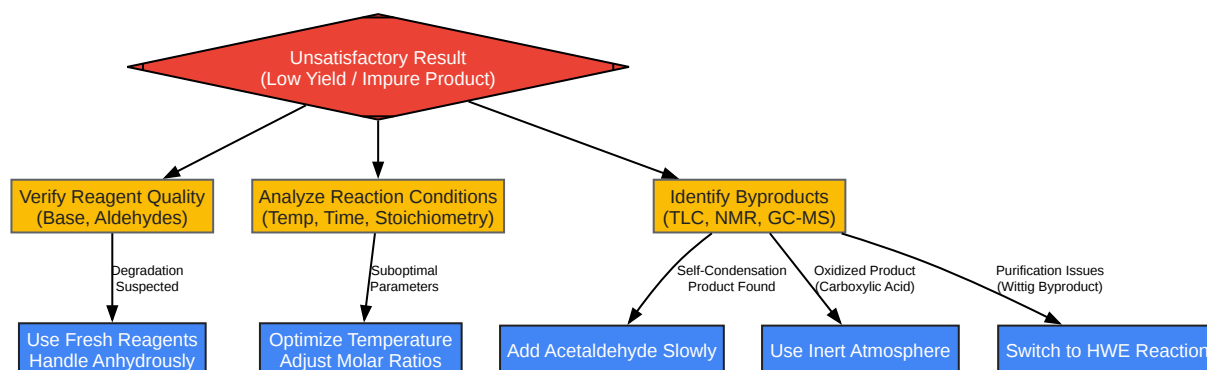 Unsatisfactory Result
(Low Yield / Impure Product)
Verify Reagent Quality
(Base, Aldehydes)
Analyze Reaction Conditions
(Temp, Time, Stoichiometry)
Identify Byproducts
(TLC, NMR, GC-MS)
Degradation
Suspected
Suboptimal
Parameters
Self-Condensation
Product Found
Oxidized Product
(Carboxylic Acid)
Purification Issues
(Wittig Byproduct)
Use Fresh Reagents
Handle Anhydrously
Optimize Temperature
Adjust Molar Ratios
Add Acetaldehyde Slowly
Use Inert Atmosphere
Switch to HWE Reaction